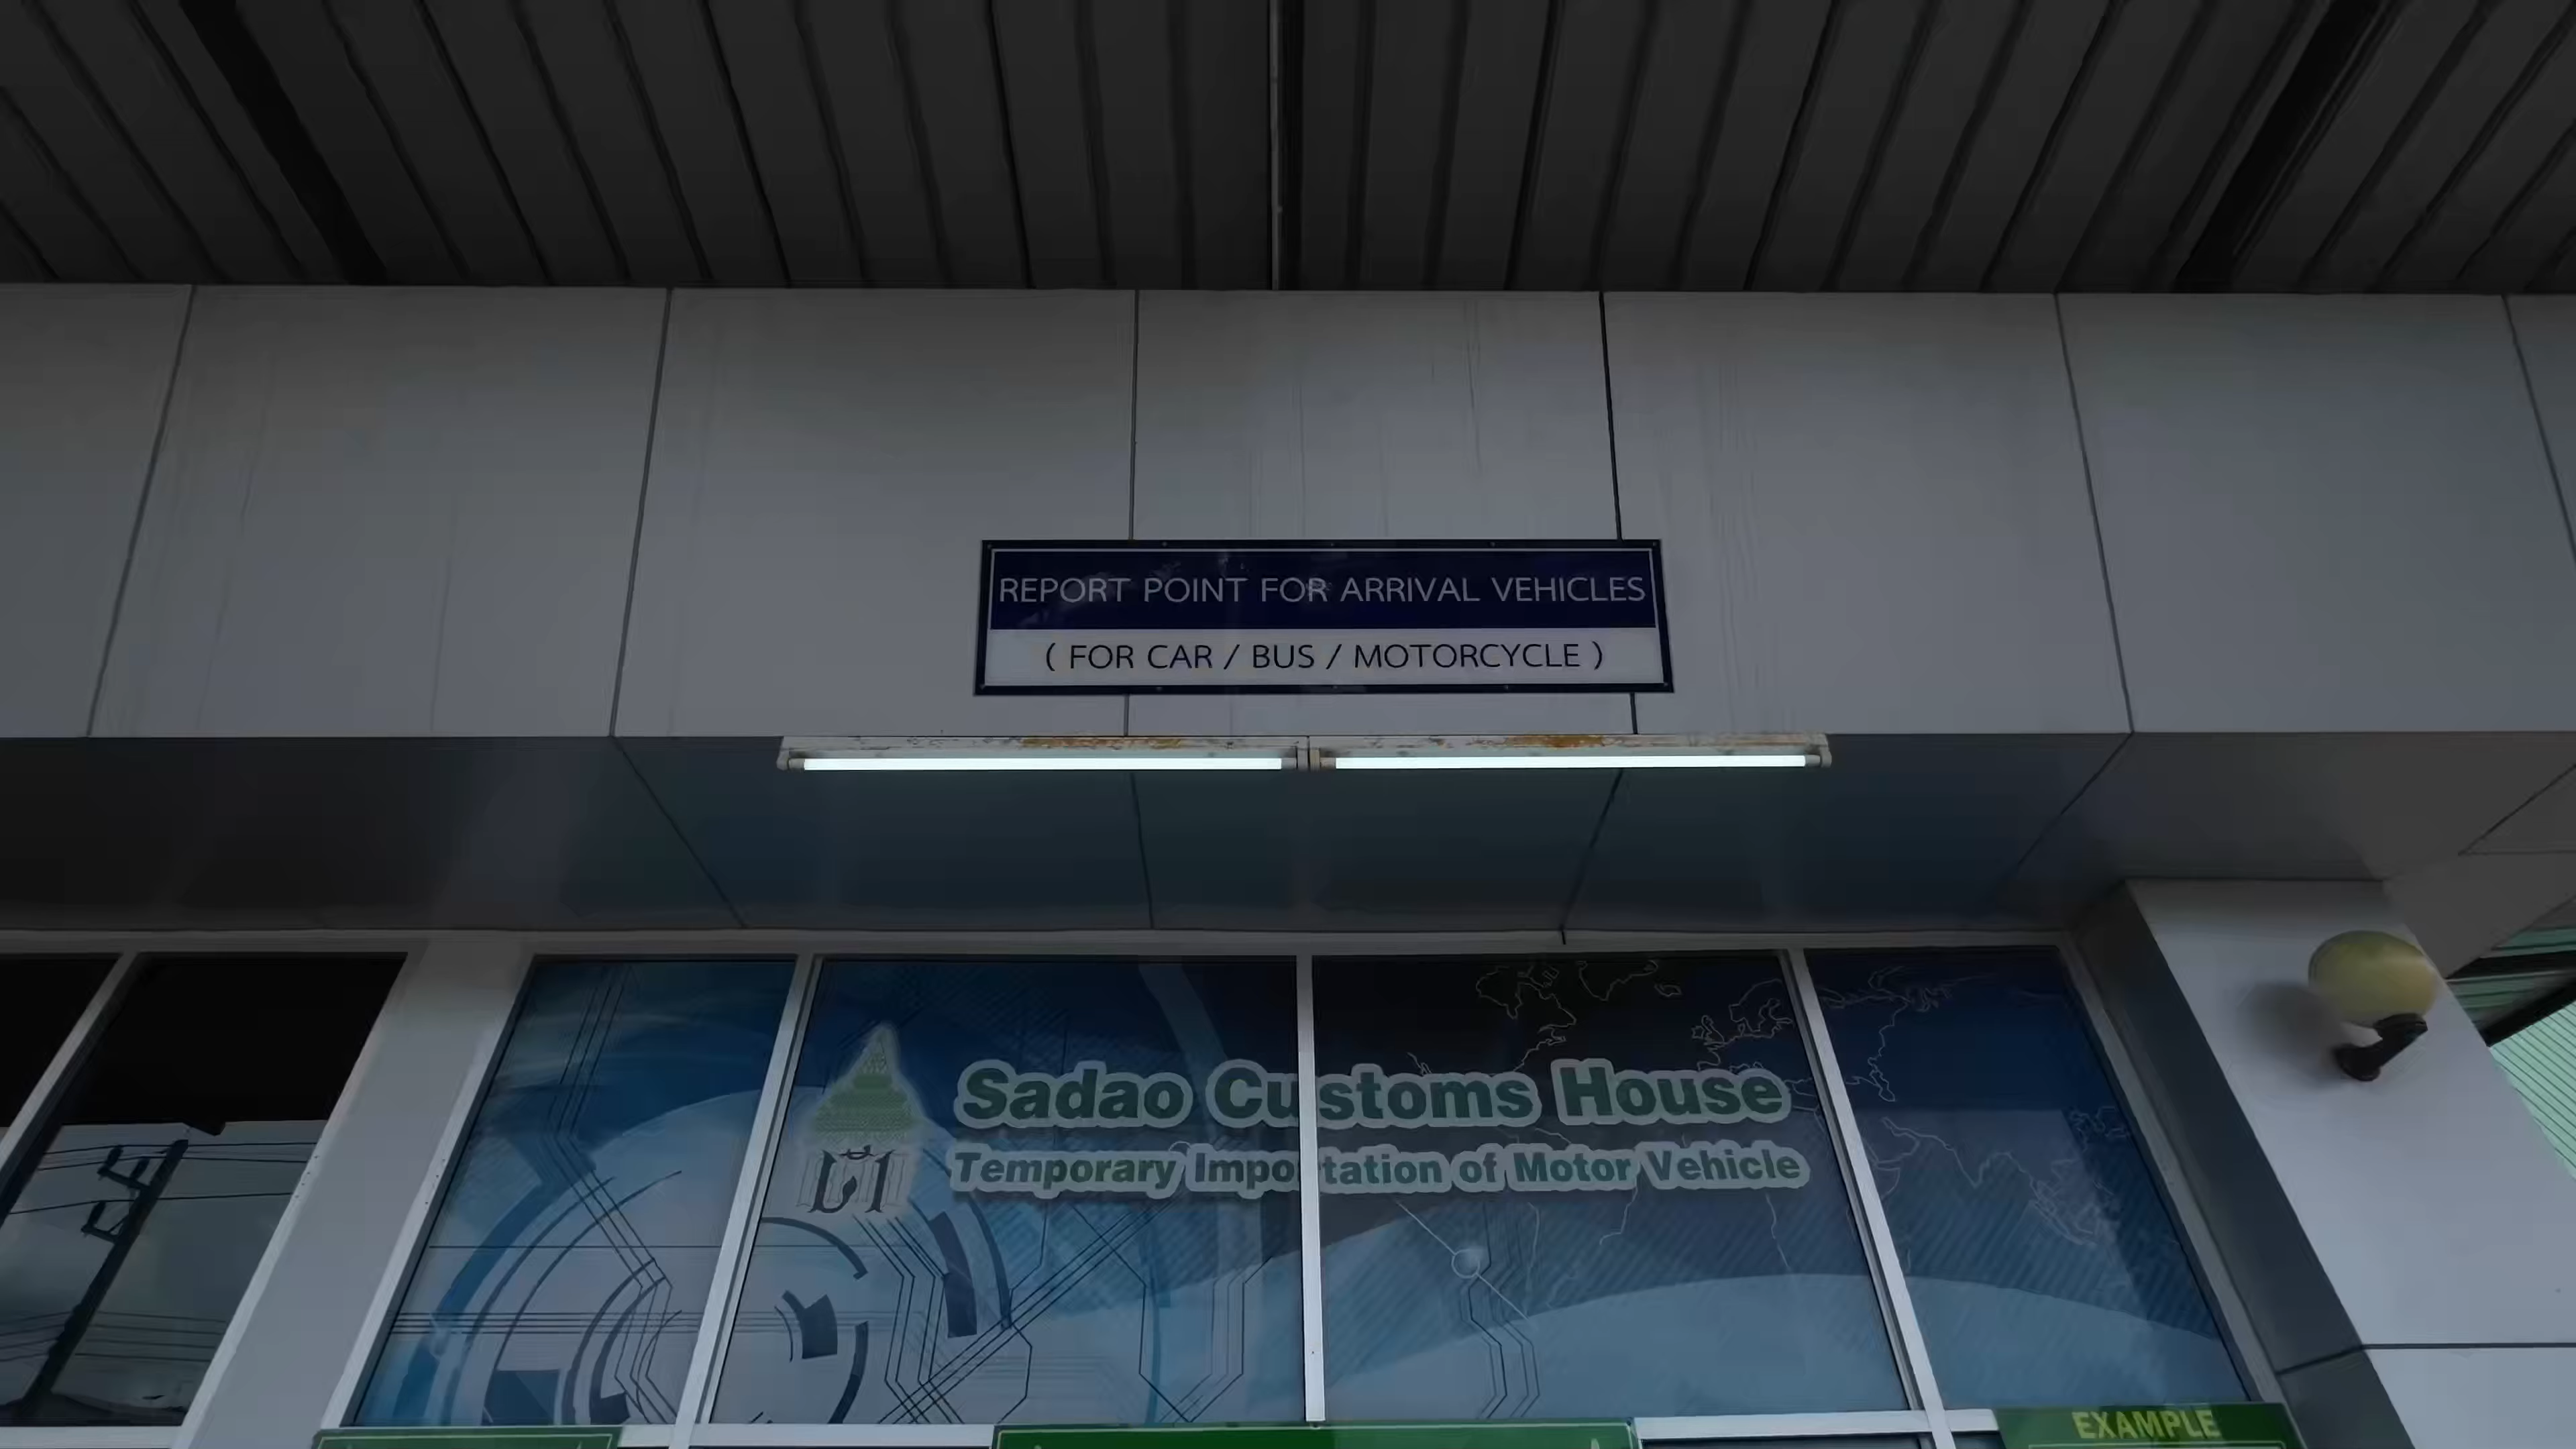 REPORT POINT FOR ARRIVAL VEHICLES
( FOR CAR / BUS / MOTORCYCLE )
Sadao Customs House
Temporary Importation of Motor Vehicle
EXAMPLE